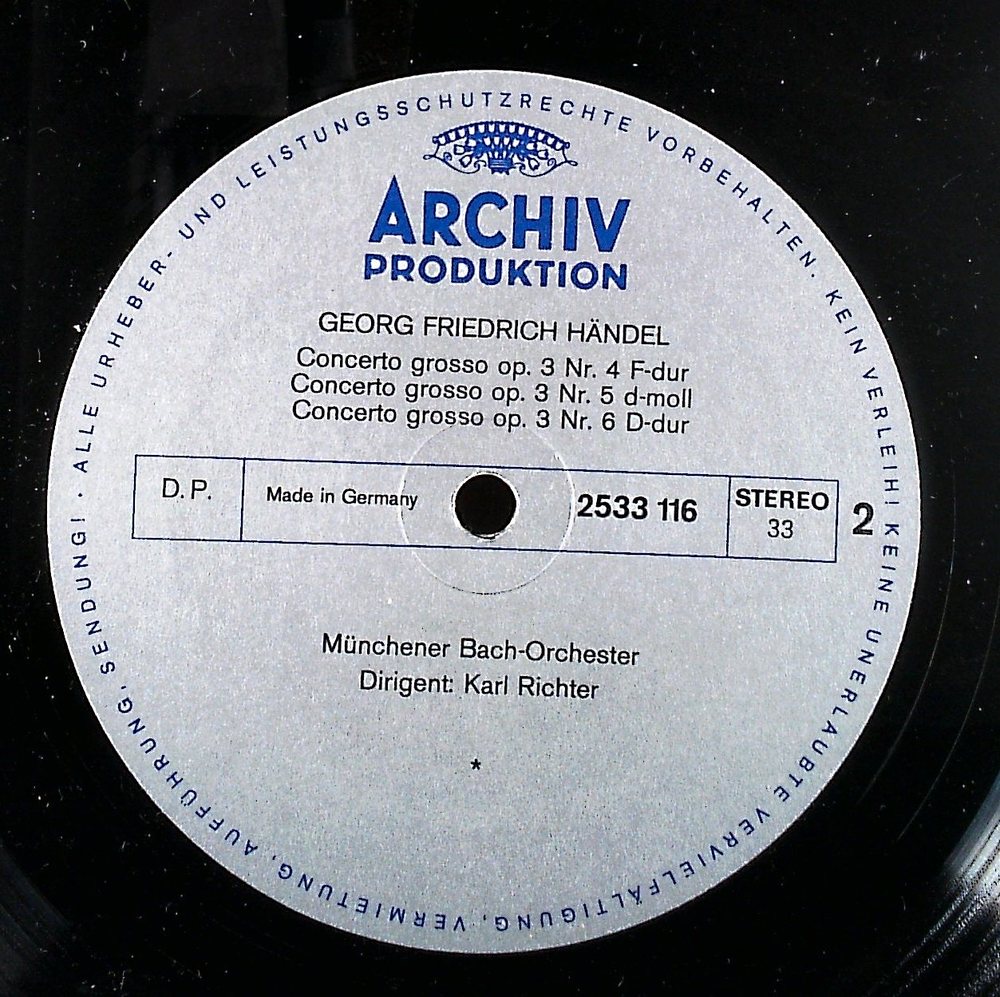 ALLE URHEBER- UND LEISTUNGSSCHUTZRECHTE VORBEHALTEN. KEIN VERLEIH! KEINE UNERLAUBTE VERVIELFÄLTIGUNG, VERMIETUNG, AUFFÜHRUNG, SENDUNG! ·
ARCHIV
PRODUKTION
GEORG FRIEDRICH HÄNDEL
Concerto grosso op. 3 Nr. 4 F-dur
Concerto grosso op. 3 Nr. 5 d-moll
Concerto grosso op. 3 Nr. 6 D-dur
D. P.
Made in Germany
2533 116
STEREO
33
2
Münchener Bach-Orchester
Dirigent: Karl Richter
*